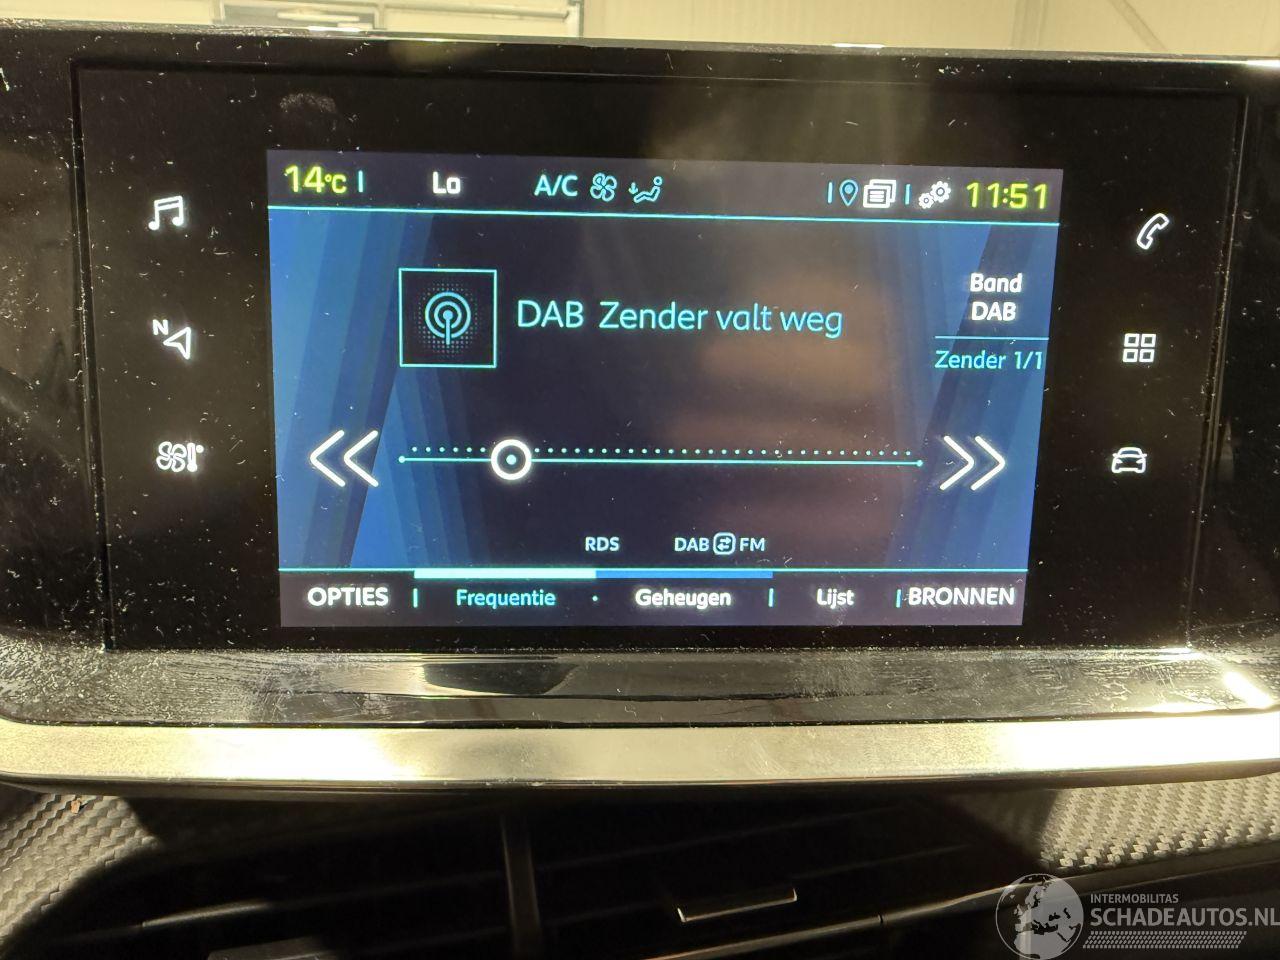 14°C Lo A/C 11:51
N
DAB Zender valt weg
Band
DAB
Zender 1/1
RDS DAB FM
OPTIES Frequentie Geheugen Lijst BRONNEN
INTERMOBILITAS
SCHADEAUTOS.NL